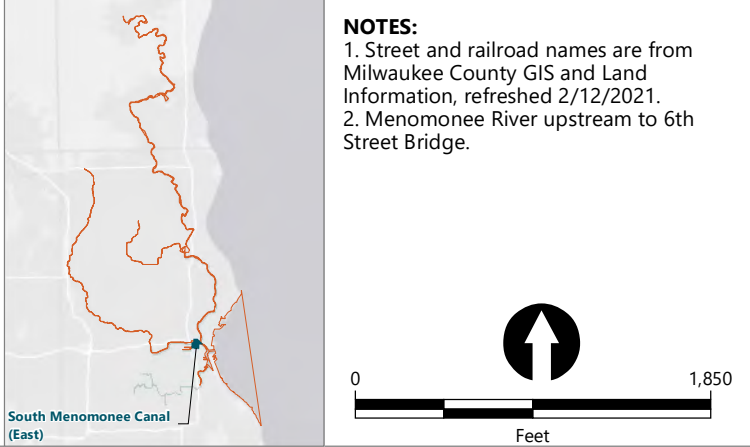 NOTES:
1. Street and railroad names are from
Milwaukee County GIS and Land
Information, refreshed 2/12/2021.
2. Menomonee River upstream to 6th
Street Bridge.
0 1,850
Feet
South Menomonee Canal
(East)